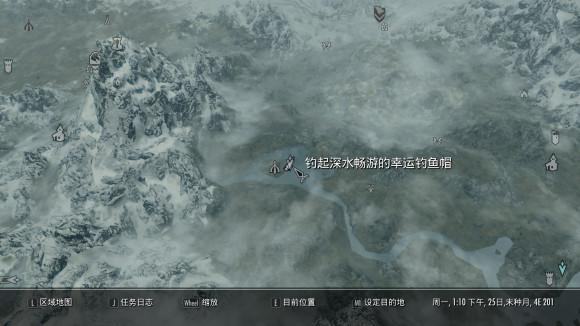 钓起深水畅游的幸运钓鱼帽
L 区域地图 J 任务日志 Wheel 缩放 E 目前位置 M1 设定目的地 周一, 1:10 下午, 25日,末种月, 4E 201